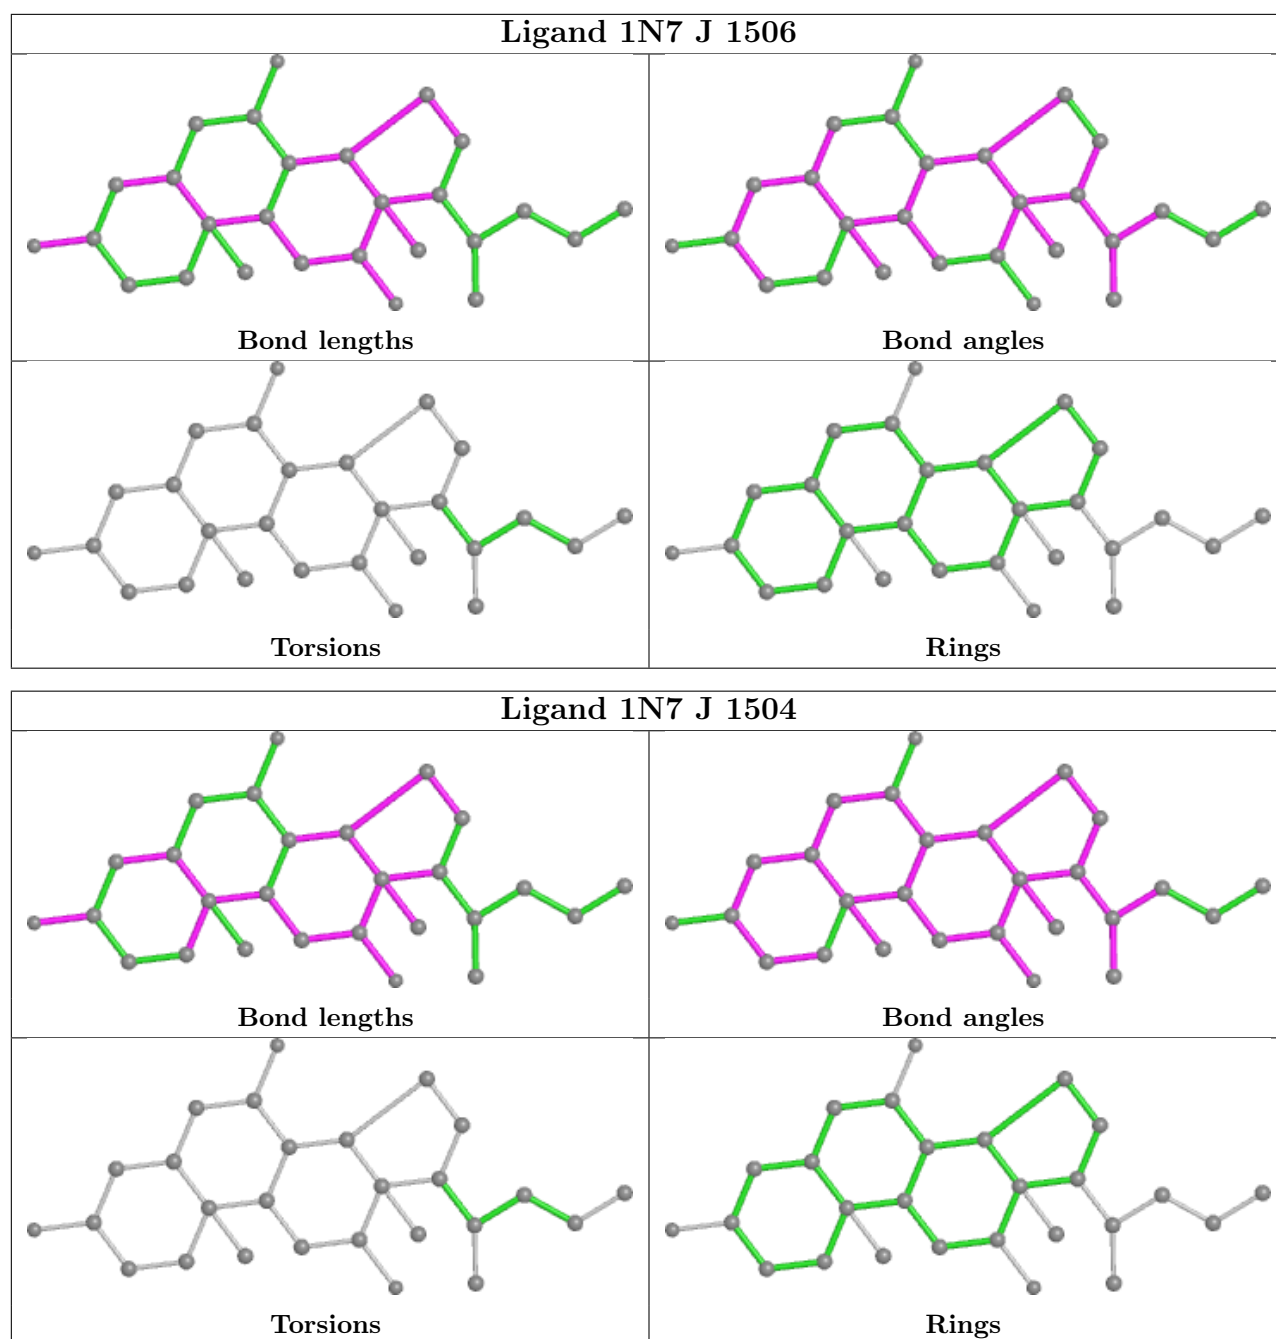 Ligand 1N7 J 1506
Bond lengths
Bond angles
Torsions
Rings
Ligand 1N7 J 1504
Bond lengths
Bond angles
Torsions
Rings